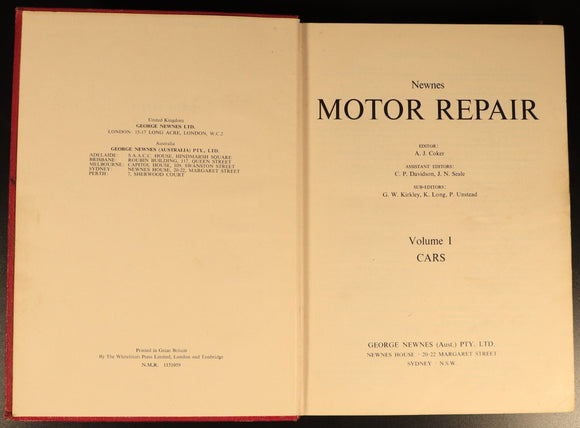 United Kingdom
GEORGE NEWNES LTD.
LONDON: 15-17 LONG ACRE, LONDON, W.C.2
Australia
GEORGE NEWNES (AUSTRALIA) PTY., LTD.
ADELAIDE: S.A.A.C.C. HOUSE, HINDMARSH SQUARE
BRISBANE: ROUBIN BUILDING, 317, QUEEN STREET
MELBOURNE: CAPITOL HOUSE, 109, SWANSTON STREET
SYDNEY: NEWNES HOUSE, 20-22, MARGARET STREET
PERTH: 7, SHERWOOD COURT
Printed in Great Britain
By The Whitefriars Press Limited, London and Tonbridge
N.M.R. 1151059
Newnes
MOTOR REPAIR
EDITOR:
A. J. Coker
ASSISTANT EDITORS:
C. P. Davidson, J. N. Seale
SUB-EDITORS:
G. W. Kirkley, K. Long, P. Unstead
Volume I
CARS
GEORGE NEWNES (Aust.) PTY. LTD.
NEWNES HOUSE · 20-22 MARGARET STREET
SYDNEY · N.S.W.